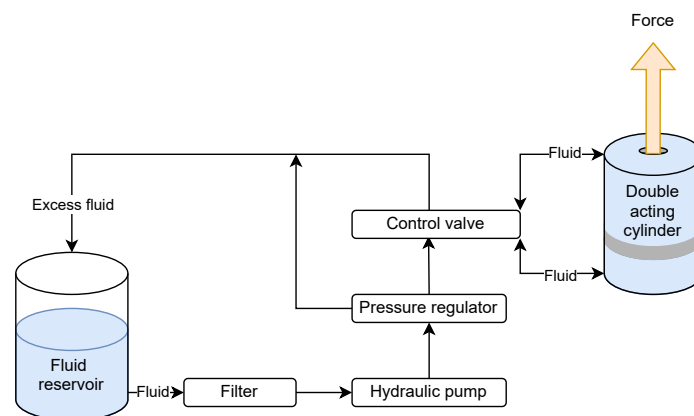 Force
Fluid
Double
acting
cylinder
Excess fluid
Control valve
Fluid
Pressure regulator
Fluid
reservoir
Fluid
Filter
Hydraulic pump